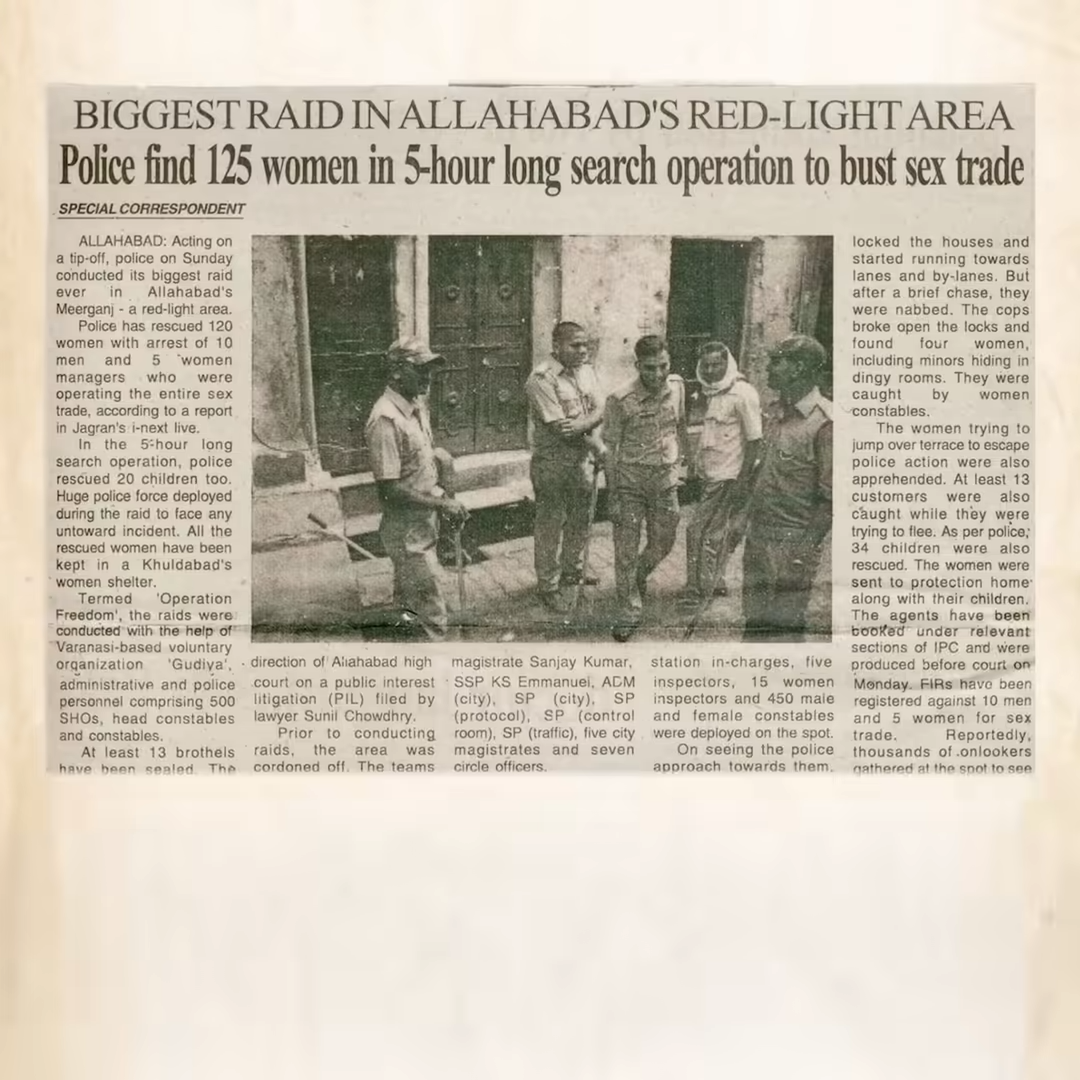 BIGGEST RAID IN ALLAHABAD'S RED-LIGHT AREA
Police find 125 women in 5-hour long search operation to bust sex trade
SPECIAL CORRESPONDENT
ALLAHABAD: Acting on
a tip-off, police on Sunday
conducted its biggest raid
ever in Allahabad's
Meerganj - a red-light area.
Police has rescued 120
women with arrest of 10
men and 5 women
managers who were
operating the entire sex
trade, according to a report
in Jagran's i-next live.
In the 5-hour long
search operation, police
rescued 20 children too.
Huge police force deployed
during the raid to face any
untoward incident. All the
rescued women have been
kept in a Khuldabad's
women shelter.
Termed 'Operation
Freedom', the raids were
conducted with the help of
Varanasi-based voluntary
organization 'Gudiya',
administrative and police
personnel comprising 500
SHOs, head constables
and constables.
At least 13 brothels
have been sealed. The
direction of Allahabad high
court on a public interest
litigation (PIL) filed by
lawyer Sunil Chowdhry.
Prior to conducting
raids, the area was
cordoned off. The teams
magistrate Sanjay Kumar,
SSP KS Emmanuel, ADM
(city), SP (city), SP
(protocol), SP (control
room), SP (traffic), five city
magistrates and seven
circle officers.
station in-charges, five
inspectors, 15 women
inspectors and 450 male
and female constables
were deployed on the spot.
On seeing the police
approach towards them,
locked the houses and
started running towards
lanes and by-lanes. But
after a brief chase, they
were nabbed. The cops
broke open the locks and
found four women,
including minors hiding in
dingy rooms. They were
caught by women
constables.
The women trying to
jump over terrace to escape
police action were also
apprehended. At least 13
customers were also
caught while they were
trying to flee. As per police,
34 children were also
rescued. The women were
sent to protection home
along with their children.
The agents have been
booked under relevant
sections of IPC and were
produced before court on
Monday. FIRs have been
registered against 10 men
and 5 women for sex
trade. Reportedly,
thousands of onlookers
gathered at the spot to see